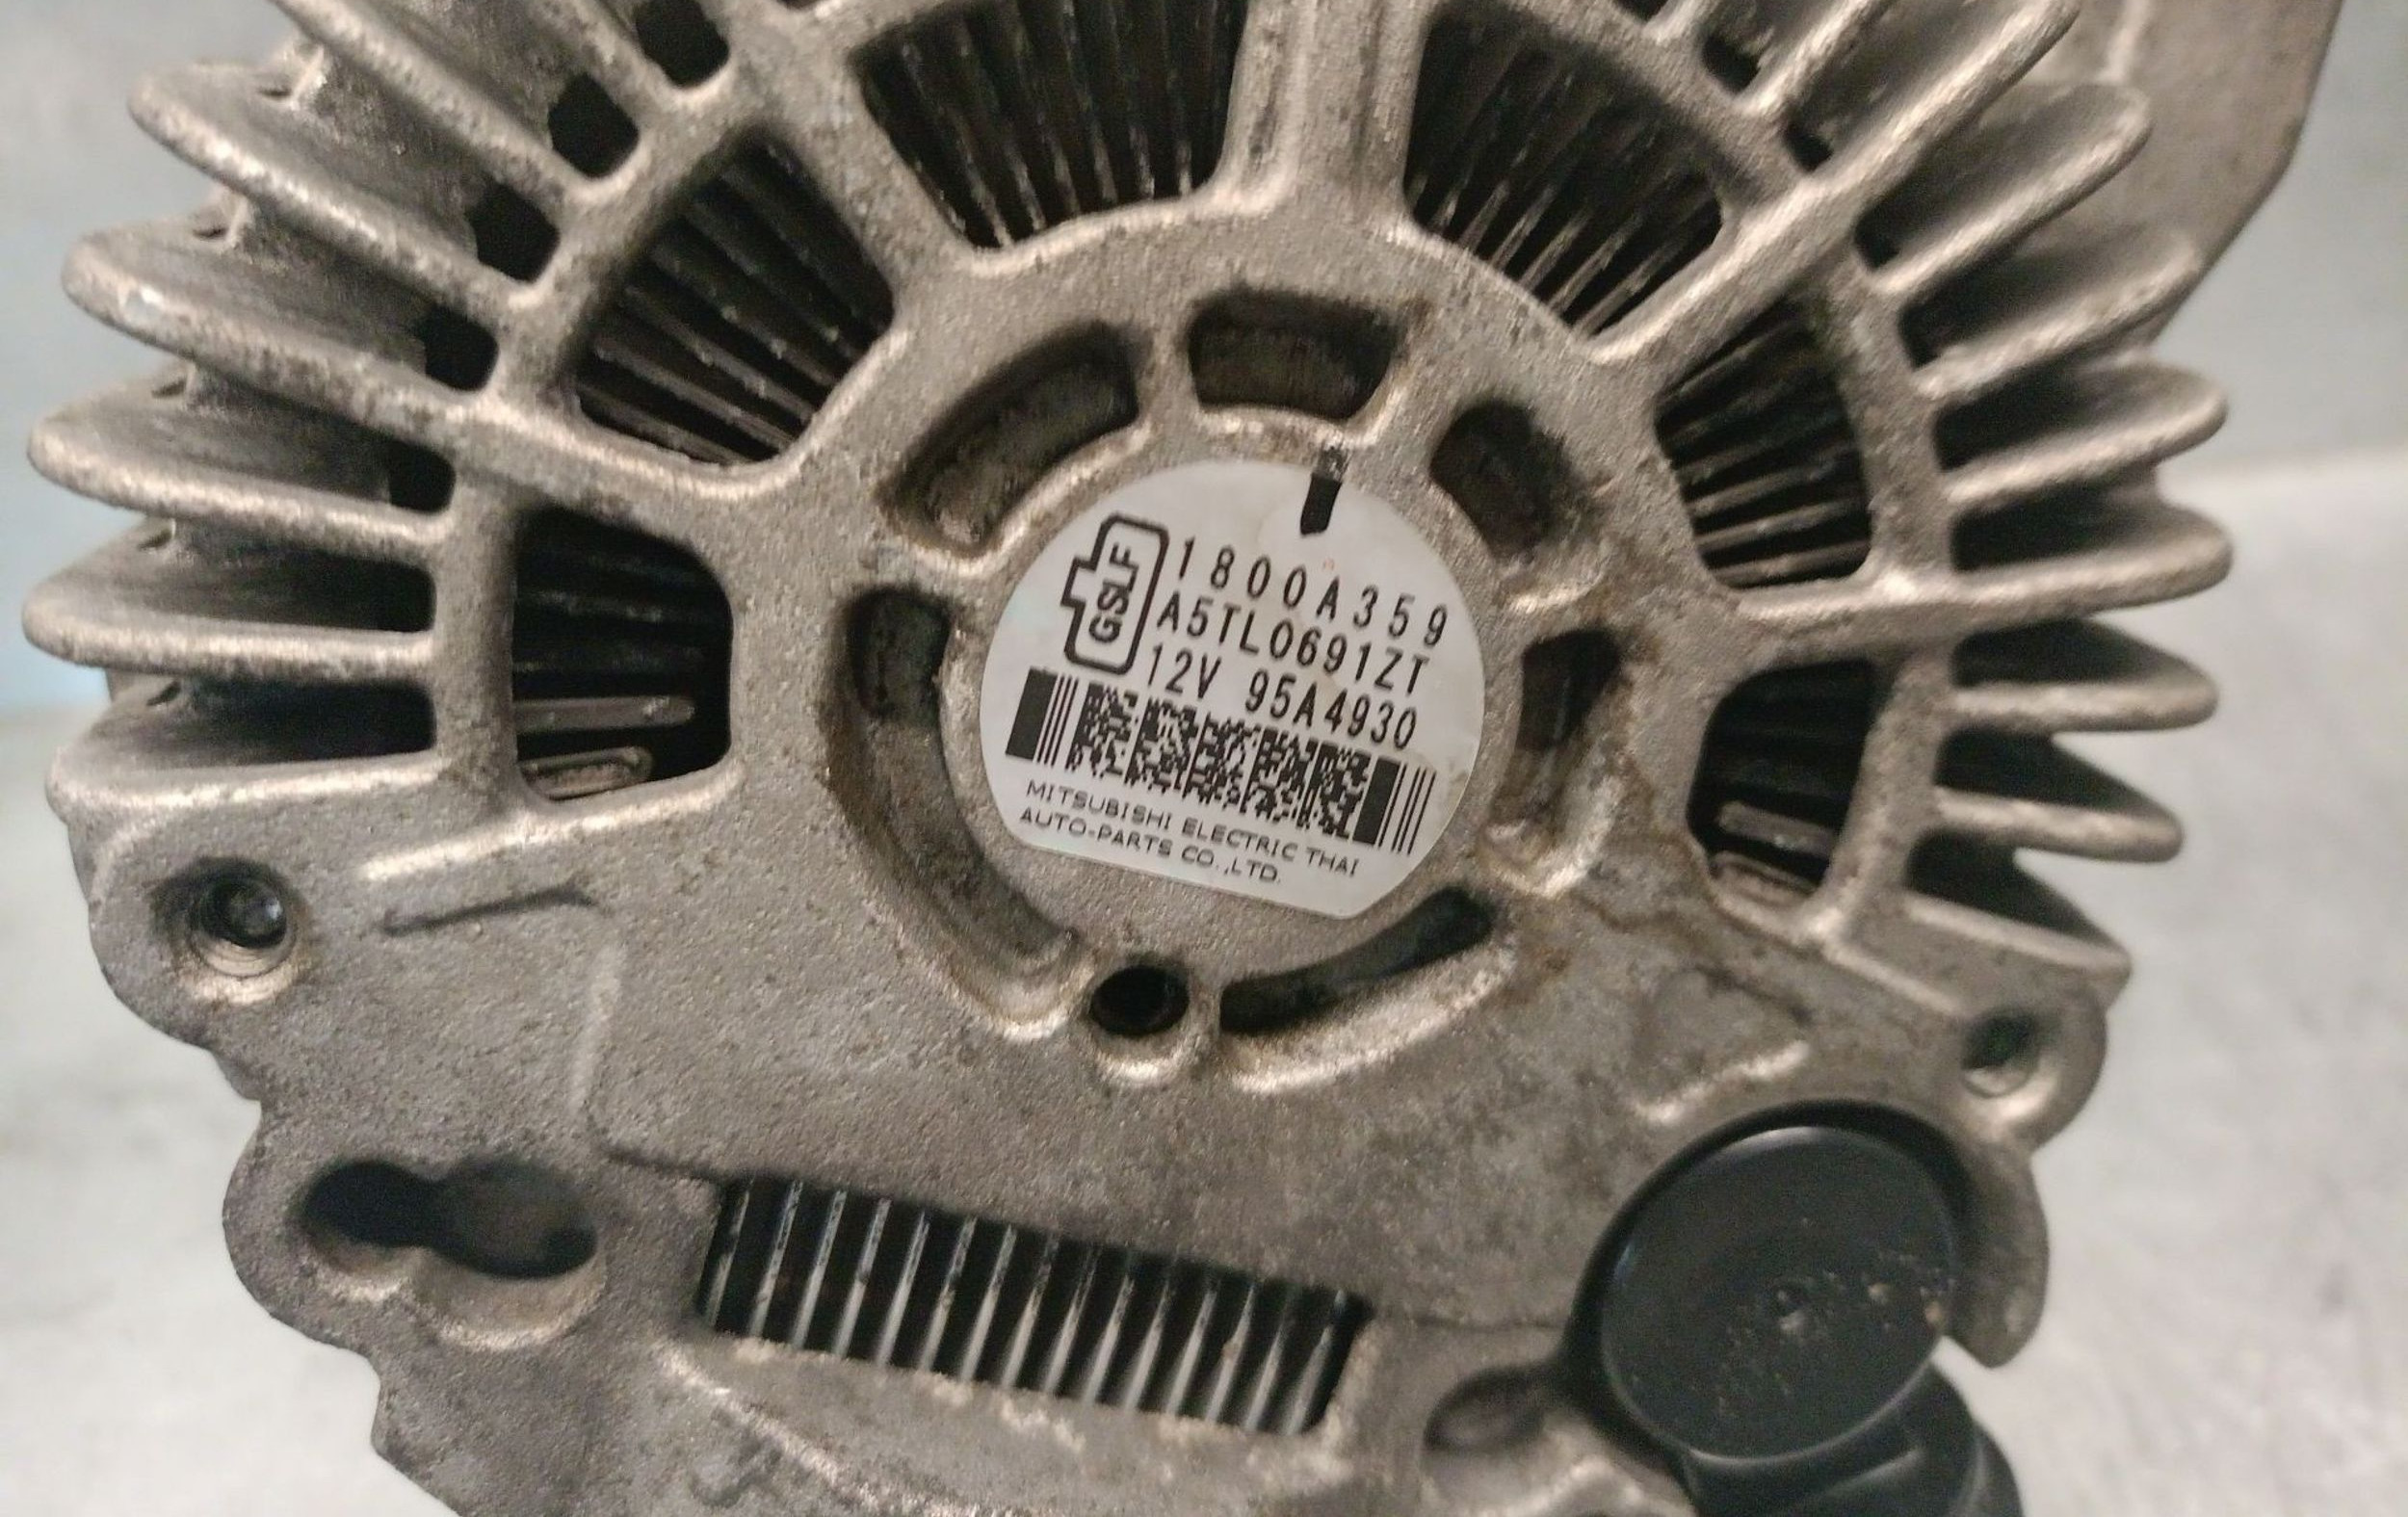 GSLF
1800A359
A5TL0691ZT
12V 95A4930
MITSUBISHI ELECTRIC THAI
AUTO-PARTS CO.,LTD.